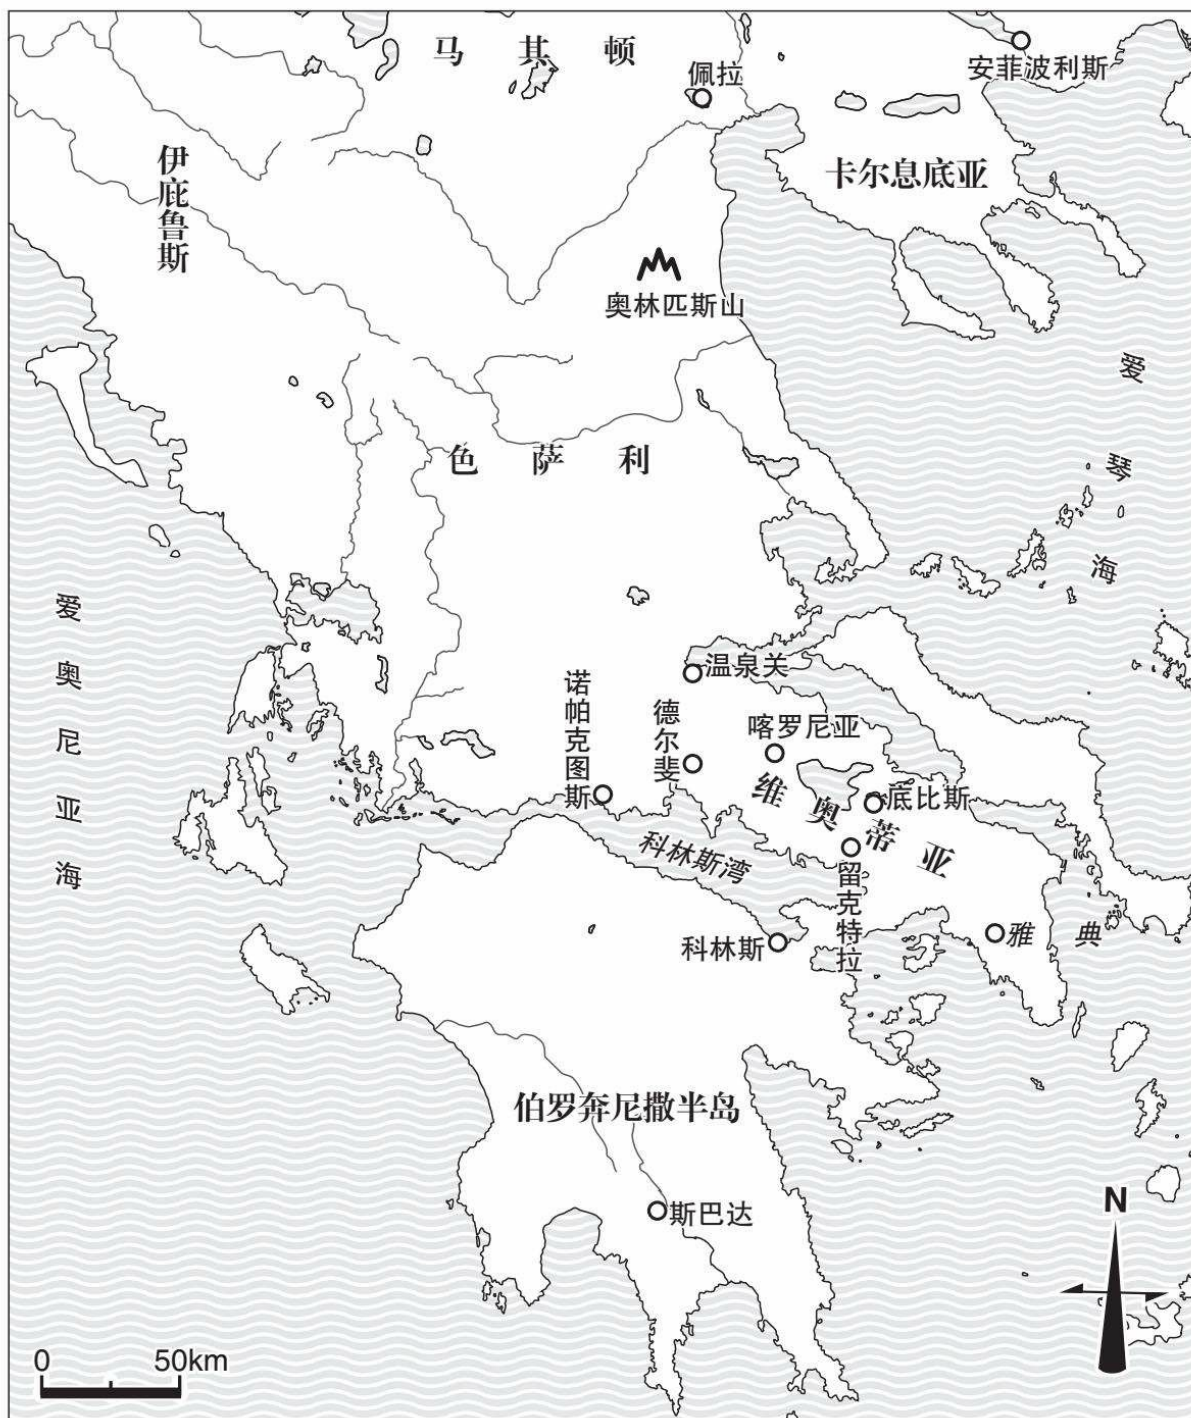 马其顿
安菲波利斯
佩拉
伊庇鲁斯
卡尔息底亚
奥林匹斯山
爱琴海
色萨利
爱奥尼亚海
温泉关
诺帕克图斯
德尔斐
喀罗尼亚
底比斯
维奥蒂亚
科林斯湾
留克特拉
科林斯
雅典
伯罗奔尼撒半岛
斯巴达
N
0 50km